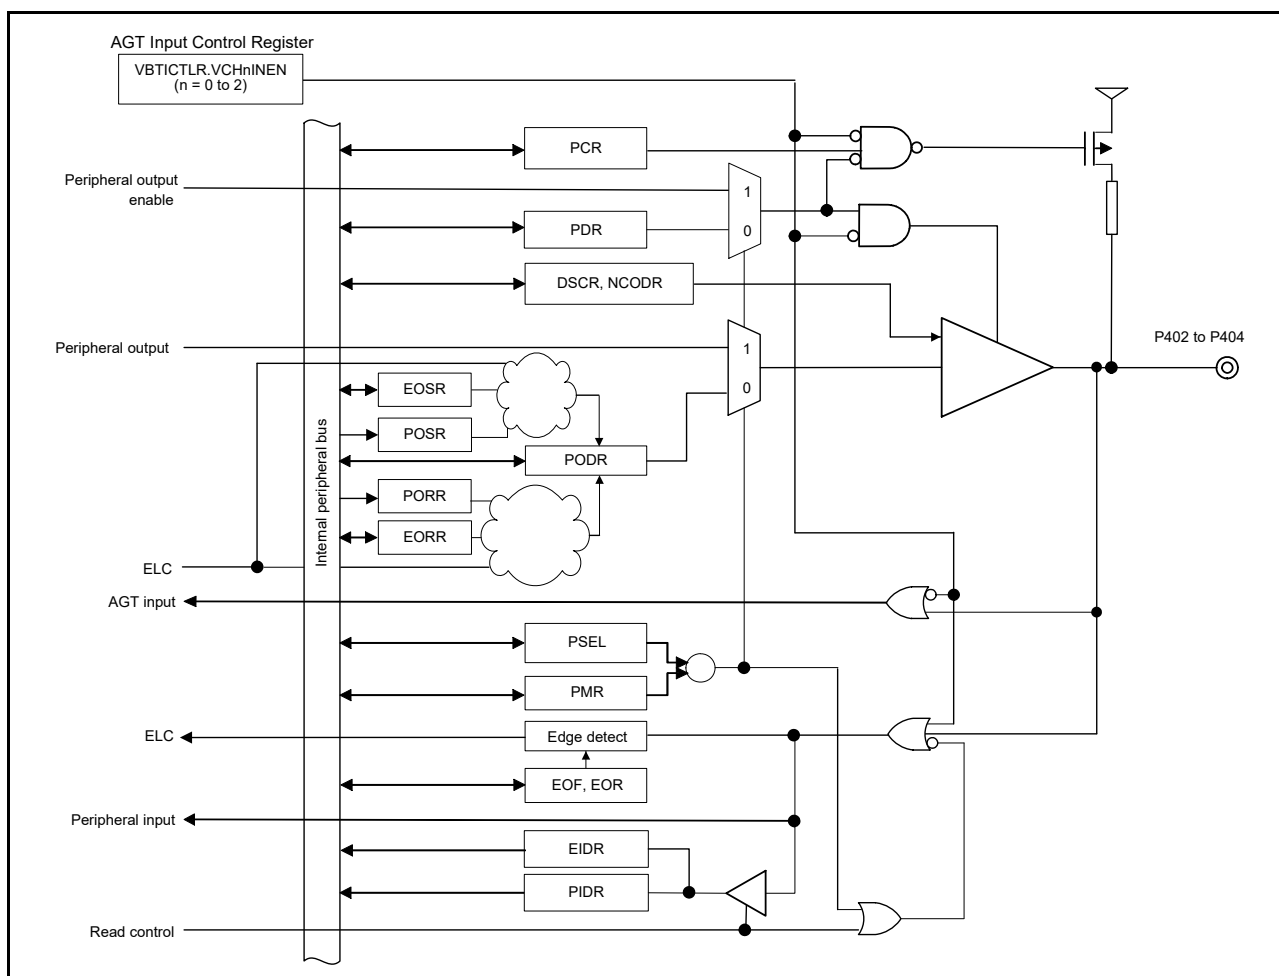 AGT Input Control Register
VBTICTLR.VCHnINEN
(n = 0 to 2)
PCR
Peripheral output
enable
1
PDR
0
DSCR, NCODR
Peripheral output
P402 to P404
1
EOSR
0
POSR
PODR
PORR
EORR
Internal peripheral bus
ELC
AGT input
PSEL
PMR
ELC
Edge detect
EOF, EOR
Peripheral input
EIDR
PIDR
Read control